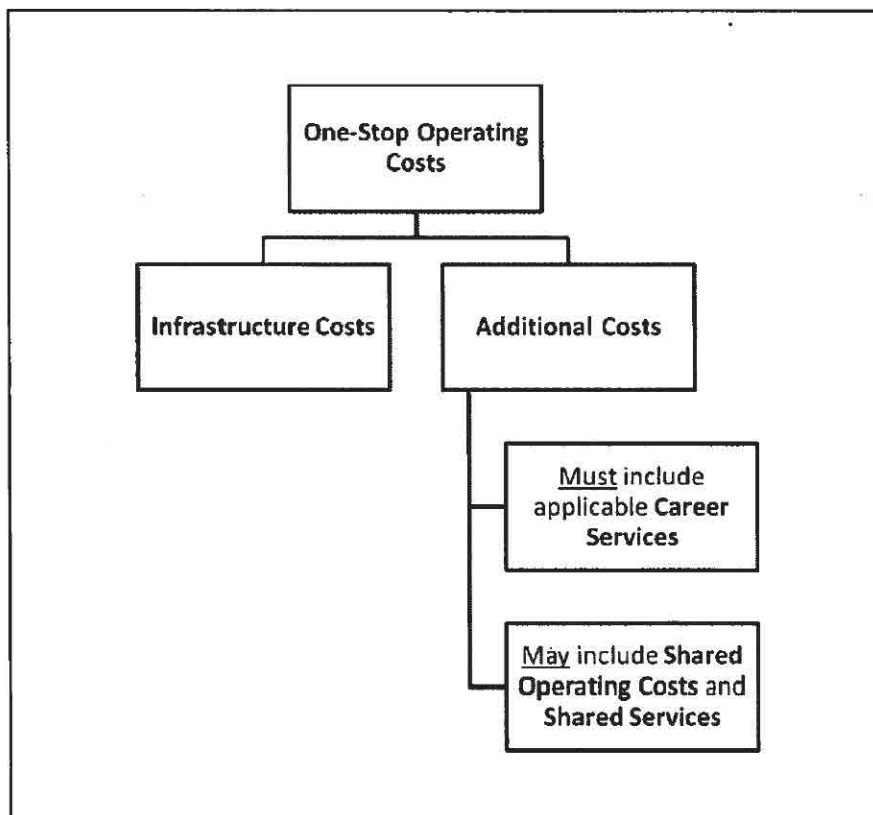 One-Stop Operating
Costs
Infrastructure Costs
Additional Costs
Must include
applicable Career
Services
May include Shared
Operating Costs and
Shared Services